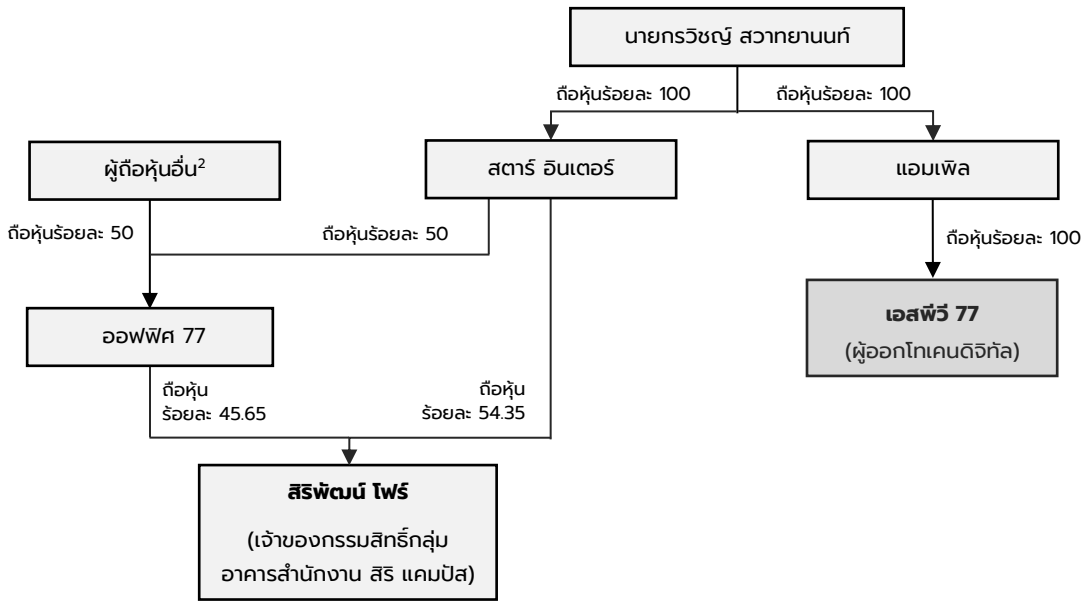 นายกรวิชญ์ สวาทยานนท์
ถือหุ้นร้อยละ 100
ถือหุ้นร้อยละ 100
ผู้ถือหุ้นอื่น²
สตาร์ อินเตอร์
แอมเพิล
ถือหุ้นร้อยละ 50
ถือหุ้นร้อยละ 50
ถือหุ้นร้อยละ 100
ออฟฟิศ 77
เอสพีวี 77
(ผู้ออกโทเคนดิจิทัล)
ถือหุ้น
ร้อยละ 45.65
ถือหุ้น
ร้อยละ 54.35
สิริพัฒน์ โฟร์
(เจ้าของกรรมสิทธิ์กลุ่ม
อาคารสำนักงาน สิริ แคมปัส)